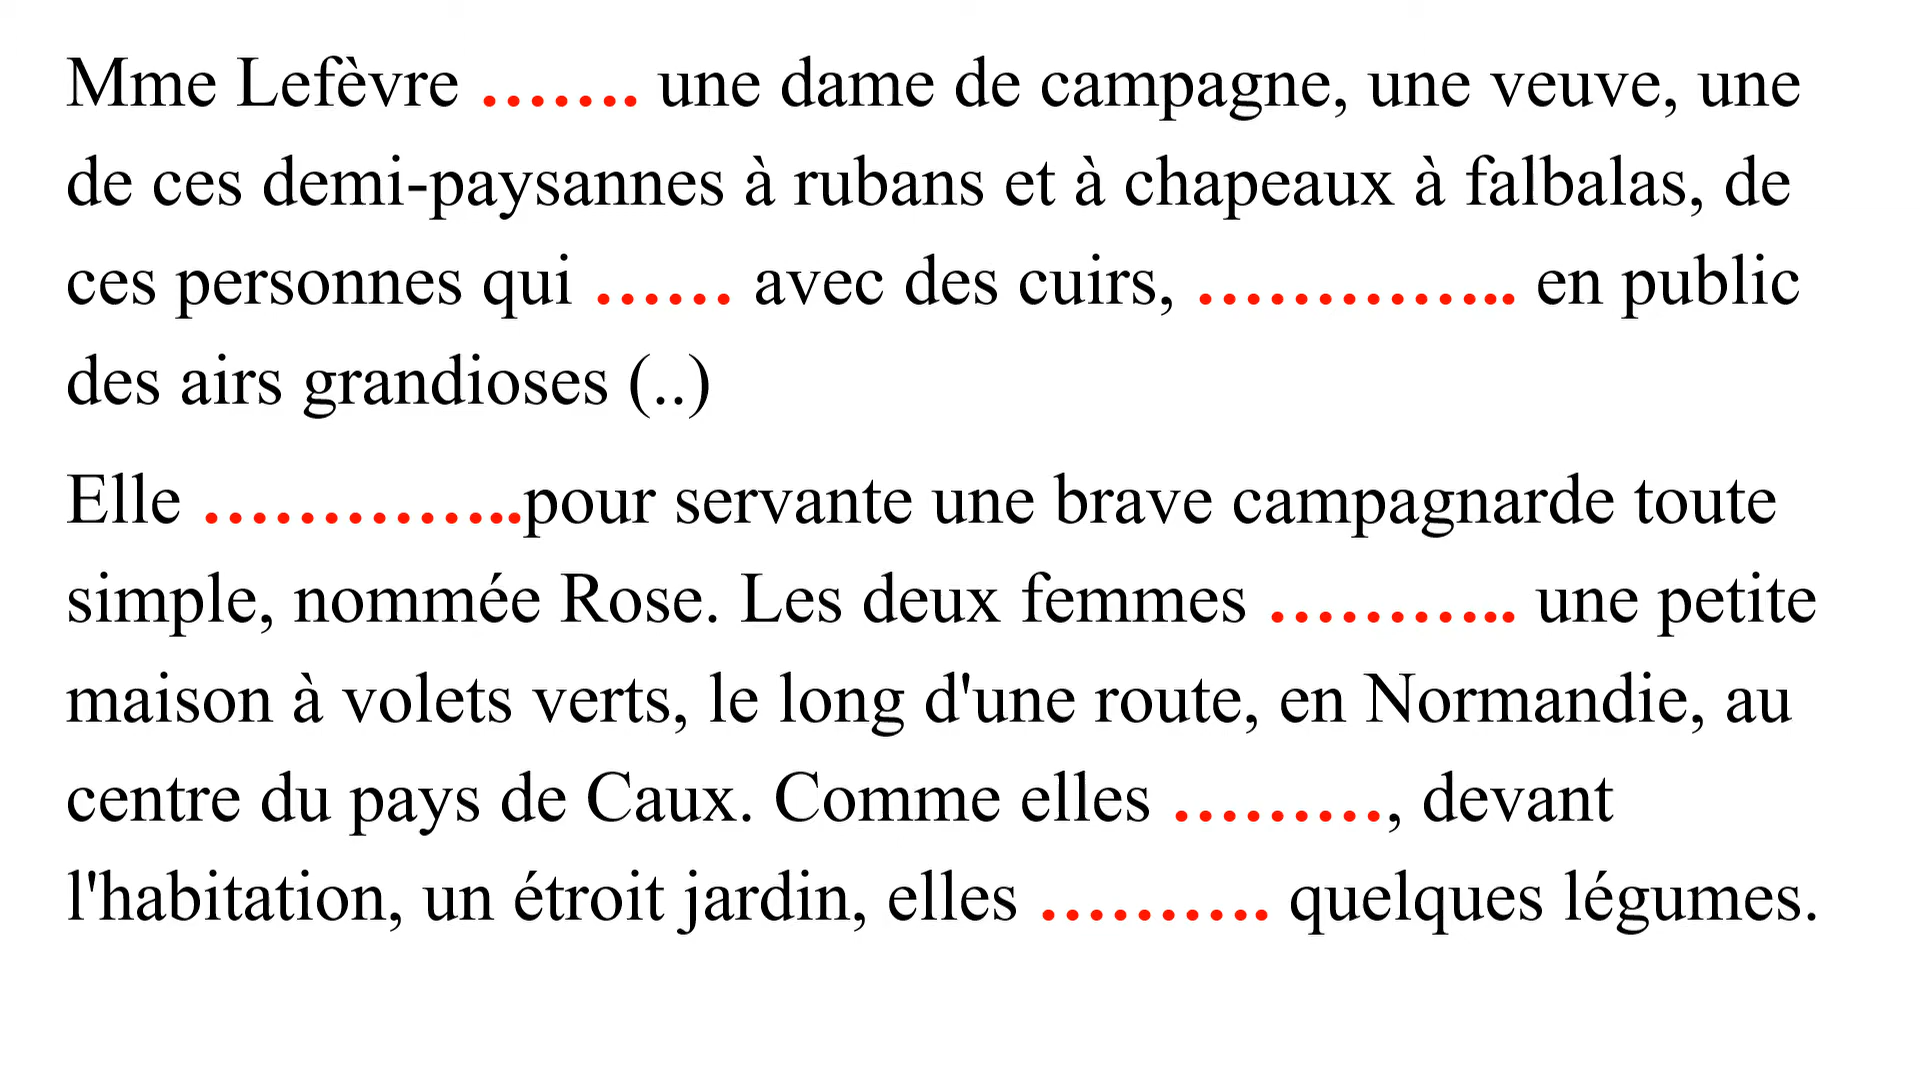 Mme Lefèvre ....... une dame de campagne, une veuve, une
de ces demi-paysannes à rubans et à chapeaux à falbalas, de
ces personnes qui ...... avec des cuirs, ………….. en public
des airs grandioses (..)
Elle …………..pour servante une brave campagnarde toute
simple, nommée Rose. Les deux femmes ……….. une petite
maison à volets verts, le long d'une route, en Normandie, au
centre du pays de Caux. Comme elles ………, devant
l'habitation, un étroit jardin, elles ………. quelques légumes.